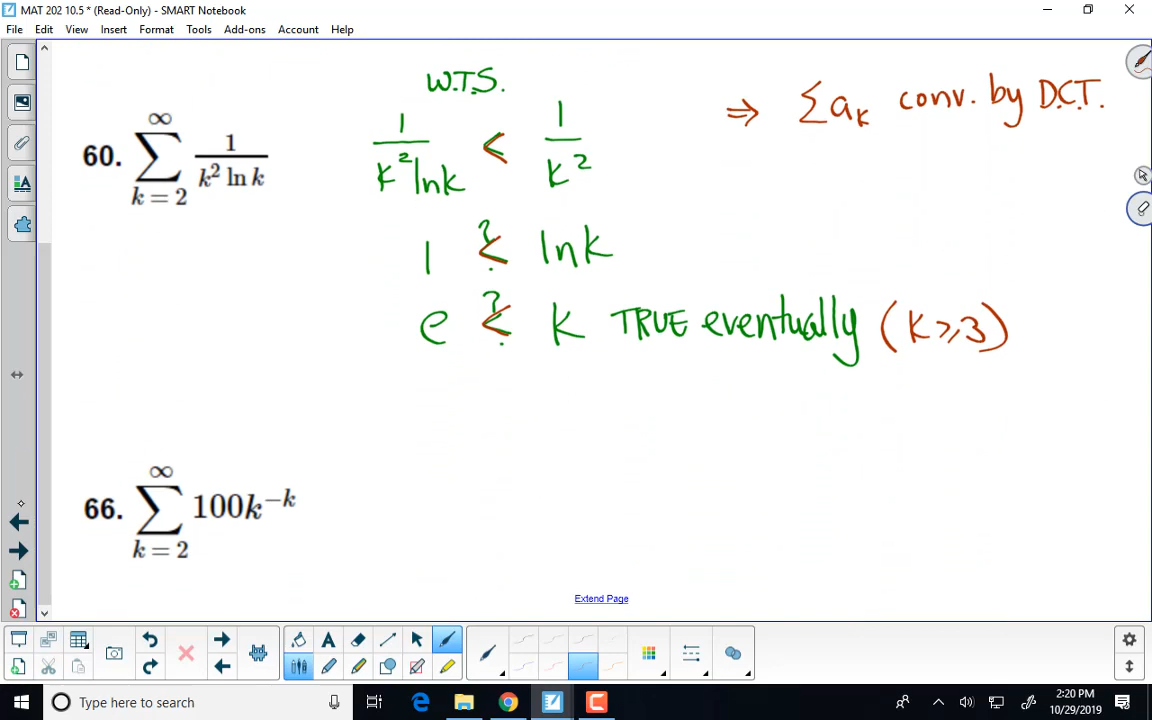 MAT 202 10.5 * (Read-Only) - SMART Notebook
File Edit View Insert Format Tools Add-ons Account Help
W.T.S.
60. ∞ ∑ k = 2 1 / k² ln k
1 / k² ln k < 1 / k²
⇒ ∑ aₖ conv. by D.C.T.
1 <? ln k
e <? k TRUE eventually (k ≥ 3)
66. ∞ ∑ k = 2 100k⁻ᵏ
Extend Page
Type here to search
2:20 PM
10/29/2019